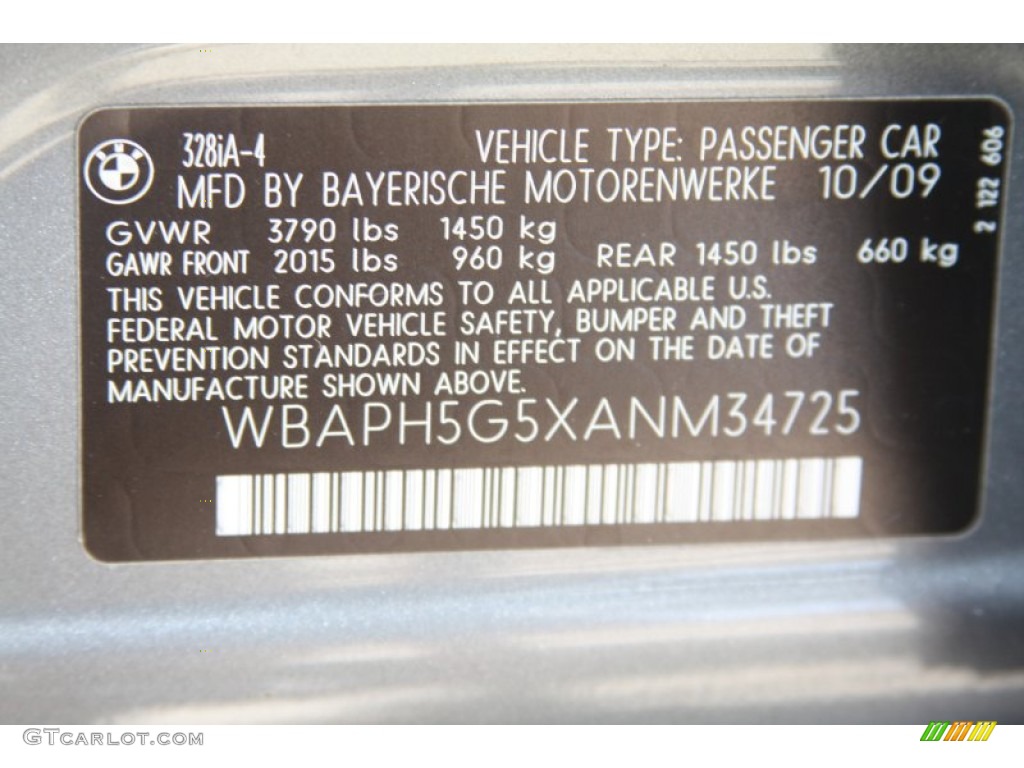 328iA-4 VEHICLE TYPE: PASSENGER CAR
MFD BY BAYERISCHE MOTORENWERKE 10/09
GVWR 3790 lbs 1450 kg
GAWR FRONT 2015 lbs 960 kg REAR 1450 lbs 660 kg
THIS VEHICLE CONFORMS TO ALL APPLICABLE U.S.
FEDERAL MOTOR VEHICLE SAFETY, BUMPER AND THEFT
PREVENTION STANDARDS IN EFFECT ON THE DATE OF
MANUFACTURE SHOWN ABOVE.
WBAPH5G5XANM34725
2 122 606
GTCARLOT.COM